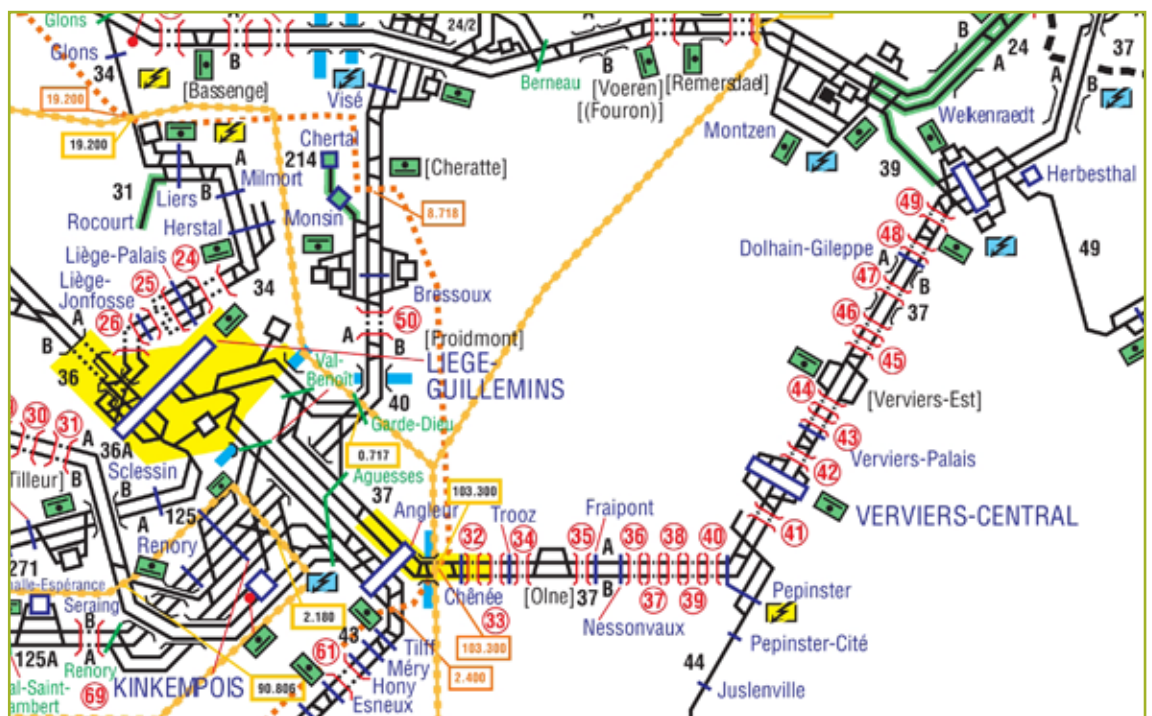 Glons
Glons
34
A
B
[Bassenge]
24/2
Visé
Berneau
[Voeren]
[(Fouron)]
[Remersdael]
Montzen
B
24
A
37
A
B
Welkenraedt
39
Herbesthal
49
19.200
19.200
Chertal
214
[Cheratte]
A
31
B
Milmort
Liers
Rocourt
Herstal
Monsin
8.718
Liège-Palais
24
Liège-
Jonfosse
25
26
34
Bressoux
50
[Froidmont]
A
B
LIEGE-
GUILLEMINS
Val-
Benoît
40
Garde-Dieu
0.717
A
B
36
30
31
A
B
36A
Sclessin
Tilleur]
A
B
125
Renory
Aguesses
37
Angleur
103.300
32
Trooz
34
Chênée
33
[Olne]
35
Fraipont
A
B
37
36
37
38
39
40
Nessonvaux
103.300
2.400
49
Dolhain-Gileppe
48
A
47
B
37
46
45
44
[Verviers-Est]
43
Verviers-Palais
42
VERVIERS-CENTRAL
41
Pepinster
Pepinster-Cité
44
Juslenville
271
malle-Espérance
Seraing
B
A
125A
Renory
al-Saint-
ambert
69
KINKEMPOIS
2.180
90.806
43
61
Tilff
Méry
Hony
Esneux